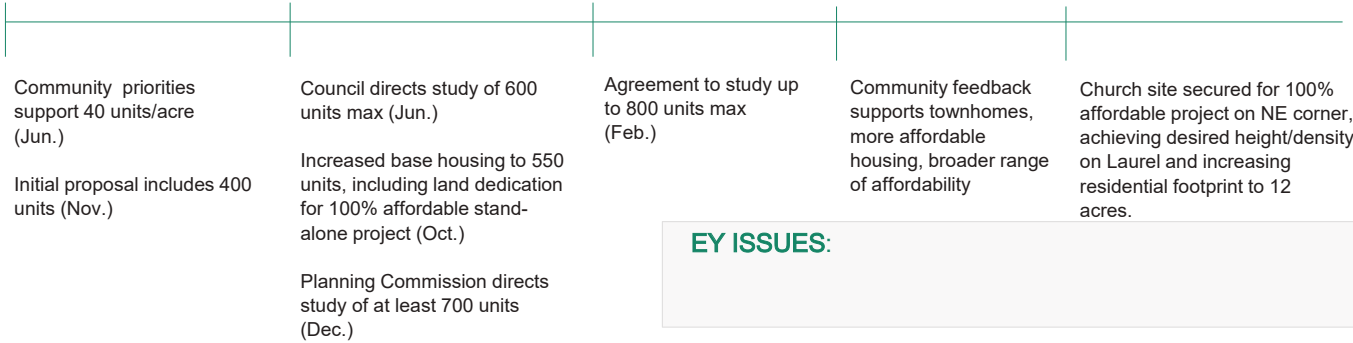 Community priorities
support 40 units/acre
(Jun.)
Initial proposal includes 400
units (Nov.)
Council directs study of 600
units max (Jun.)
Increased base housing to 550
units, including land dedication
for 100% affordable stand-
alone project (Oct.)
Planning Commission directs
study of at least 700 units
(Dec.)
Agreement to study up
to 800 units max
(Feb.)
Community feedback
supports townhomes,
more affordable
housing, broader range
of affordability
Church site secured for 100%
affordable project on NE corner,
achieving desired height/density
on Laurel and increasing
residential footprint to 12
acres.
EY ISSUES: